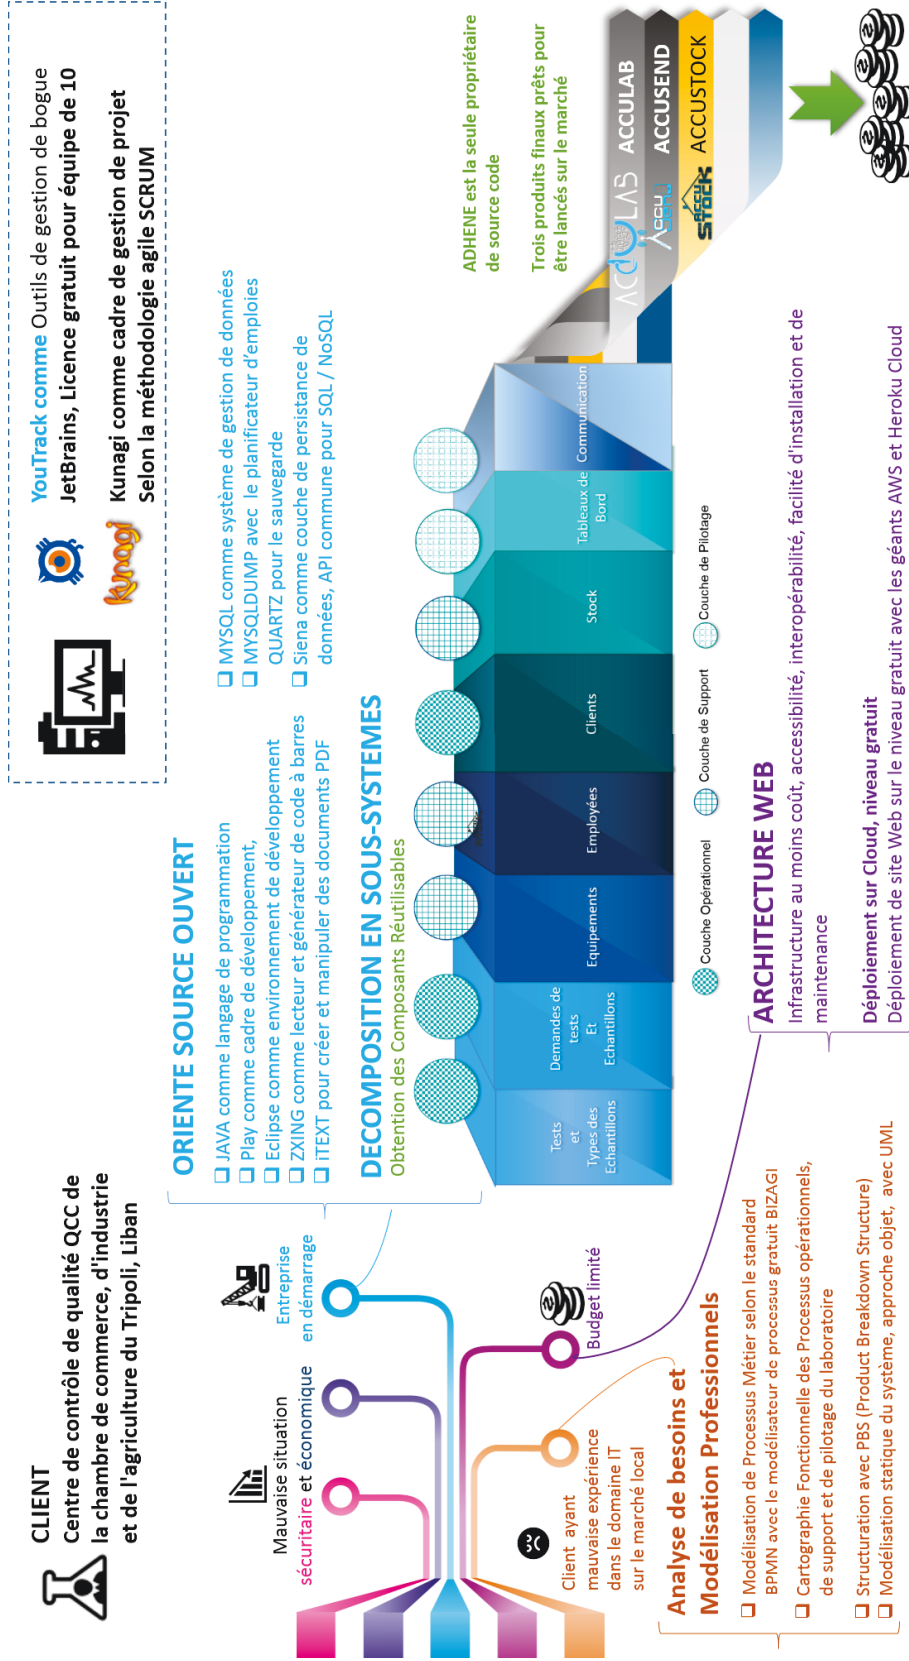 CLIENT
Centre de contrôle de qualité QCC de
la chambre de commerce, d'industrie
et de l'agriculture du Tripoli, Liban
YouTrack comme Outils de gestion de bogue
JetBrains, Licence gratuit pour équipe de 10
Kunagi
Kunagi comme cadre de gestion de projet
Selon la méthodologie agile SCRUM
Mauvaise situation
sécuritaire et économique
Entreprise
en démarrage
Client ayant
mauvaise expérience
dans le domaine IT
sur le marché local
Budget limité
ORIENTE SOURCE OUVERT
❑ JAVA comme langage de programmation
❑ Play comme cadre de développement,
❑ Eclipse comme environnement de développement
❑ ZXING comme lecteur et générateur de code à barres
❑ iTEXT pour créer et manipuler des documents PDF
❑ MYSQL comme système de gestion de données
❑ MYSQLDUMP avec le planificateur d'emploies
QUARTZ pour le sauvegarde
❑ Siena comme couche de persistance de
données, API commune pour SQL / NoSQL
DECOMPOSITION EN SOUS-SYSTEMES
Obtention des Composants Réutilisables
Tests
et
Types des
Echantillons
Demandes de
tests
Et
Echantillons
Equipements
Employées
Clients
Stock
Tableaux de
Bord
Communication
Couche Opérationnel
Couche de Support
Couche de Pilotage
ADHENE est la seule propriétaire
de source code
Trois produits finaux prêts pour
être lancés sur le marché
ACCULAB
ACCULAB
ACCU
Send
ACCUSEND
ACCU
STOCK
ACCUSTOCK
Analyse de besoins et
Modélisation Professionnels
❑ Modélisation de Processus Métier selon le standard
BPMN avec le modélisateur de processus gratuit BIZAGI
❑ Cartographie Fonctionnelle des Processus opérationnels,
de support et de pilotage du laboratoire
❑ Structuration avec PBS (Product Breakdown Structure)
❑ Modélisation statique du système, approche objet, avec UML
ARCHITECTURE WEB
Infrastructure au moins coût, accessibilité, interopérabilité, facilité d'installation et de
maintenance
Déploiement sur Cloud, niveau gratuit
Déploiement de site Web sur le niveau gratuit avec les géants AWS et Heroku Cloud